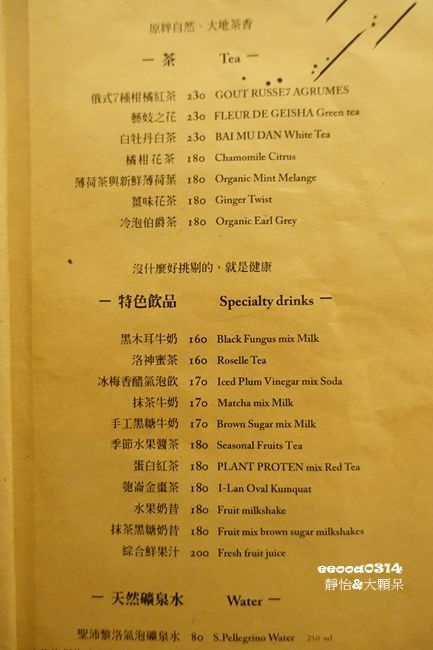 原粹自然、大地茶香
— 茶 Tea —
俄式7種柑橘紅茶 230 GOUT RUSSE7 AGRUMES
藝妓之花 230 FLEUR DE GEISHA Green tea
白牡丹白茶 230 BAI MU DAN White Tea
橘柑花茶 180 Chamomile Citrus
薄荷茶與新鮮薄荷葉 180 Organic Mint Melange
薑味花茶 180 Ginger Twist
冷泡伯爵茶 180 Organic Earl Grey
沒什麼好挑剔的，就是健康
— 特色飲品 Specialty drinks —
黑木耳牛奶 160 Black Fungus mix Milk
洛神蜜茶 160 Roselle Tea
冰梅香醋氣泡飲 170 Iced Plum Vinegar mix Soda
抹茶牛奶 170 Matcha mix Milk
手工黑糖牛奶 170 Brown Sugar mix Milk
季節水果醬茶 180 Seasonal Fruits Tea
蛋白紅茶 180 PLANT PROTEN mix Red Tea
匏崙金棗茶 180 I-Lan Oval Kumquat
水果奶昔 180 Fruit milkshake
抹茶黑糖奶昔 180 Fruit mix brown sugar milkshakes
綜合鮮果汁 200 Fresh fruit juice
eeooa0314
靜怡&大顆呆
— 天然礦泉水 Water —
聖沛黎洛氣泡礦泉水 80 S.Pellegrino Water 250 ml